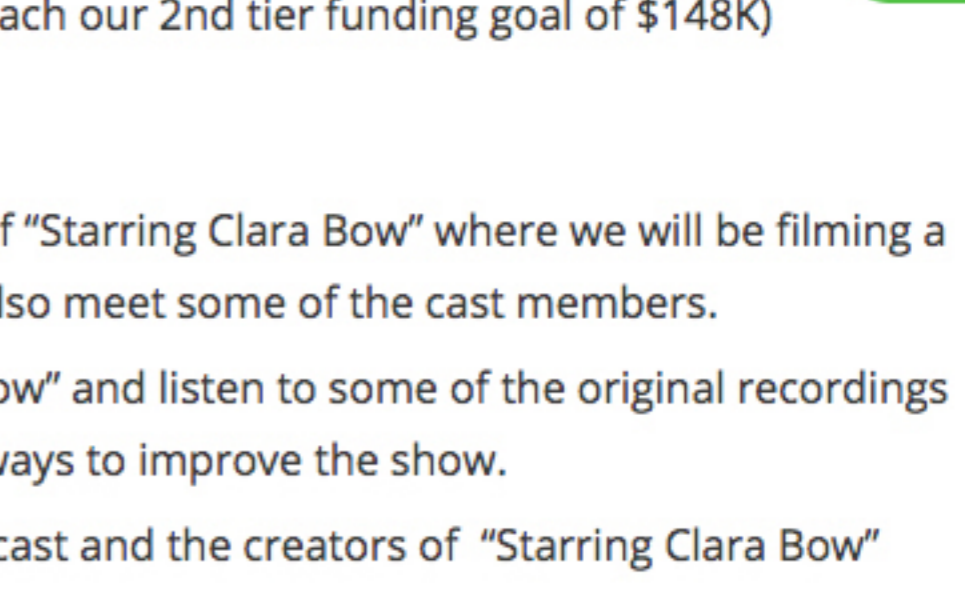 ach our 2nd tier funding goal of $148K)
f “Starring Clara Bow” where we will be filming a
lso meet some of the cast members.
ow” and listen to some of the original recordings
ways to improve the show.
cast and the creators of “Starring Clara Bow”